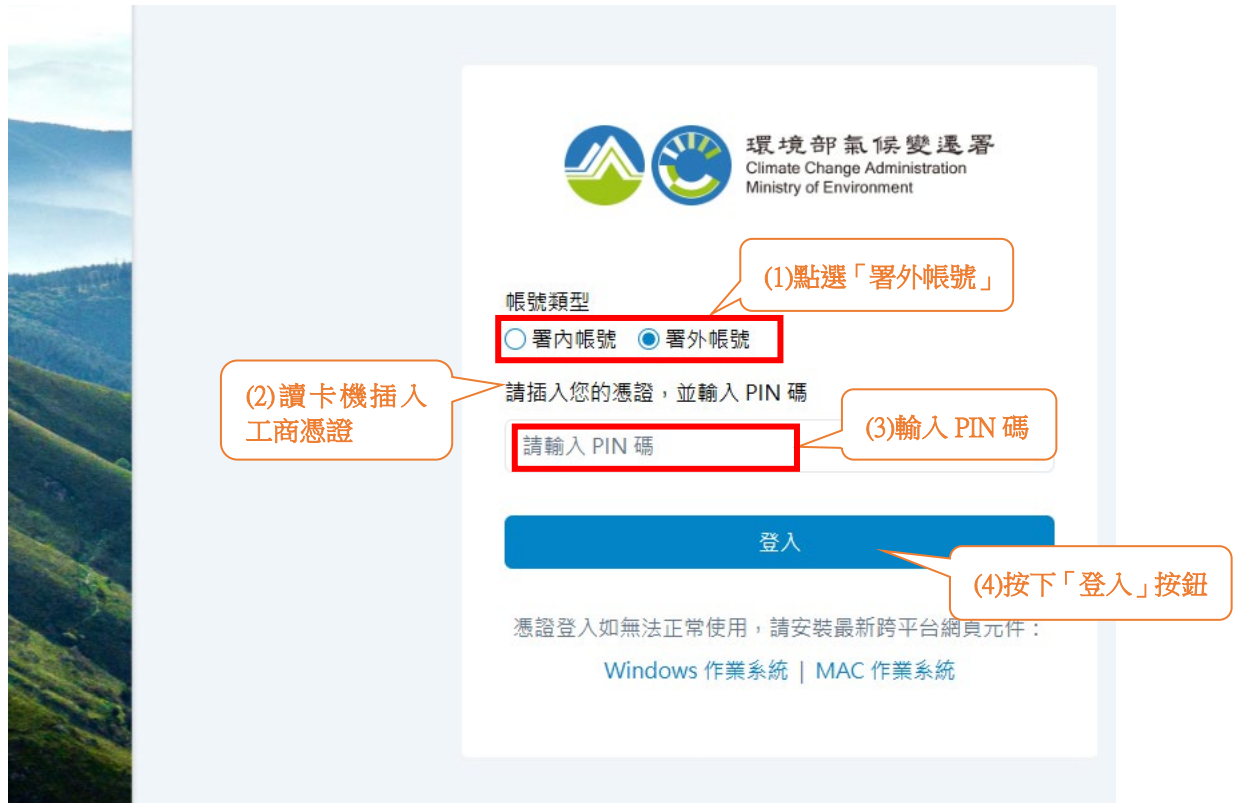 環境部氣候變遷署
Climate Change Administration
Ministry of Environment
(1)點選「署外帳號」
帳號類型
署內帳號 署外帳號
(2)讀卡機插入
工商憑證
請插入您的憑證，並輸入 PIN 碼
(3)輸入 PIN 碼
請輸入 PIN 碼
登入
(4)按下「登入」按鈕
憑證登入如無法正常使用，請安裝最新跨平台網頁元件：
Windows 作業系統 | MAC 作業系統